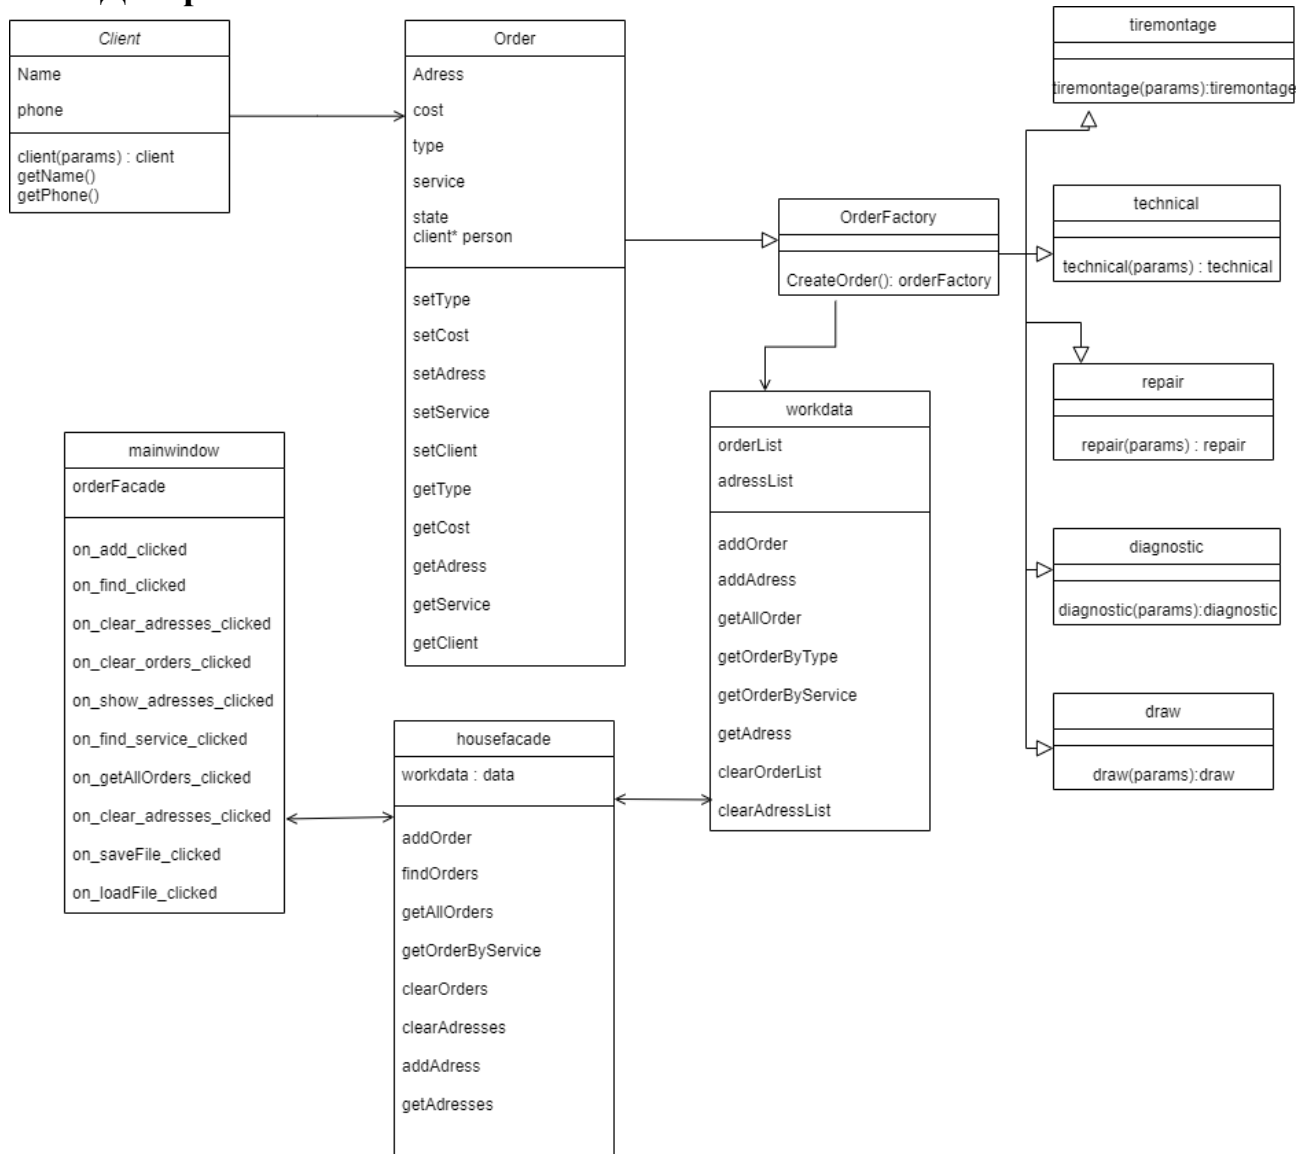 Client
Name
phone
client(params) : client
getName()
getPhone()
Order
Adress
cost
type
service
state
client* person
setType
setCost
setAdress
setService
setClient
getType
getCost
getAdress
getService
getClient
OrderFactory
CreateOrder(): orderFactory
tiremontage
tiremontage(params):tiremontage
technical
technical(params) : technical
repair
repair(params) : repair
diagnostic
diagnostic(params):diagnostic
draw
draw(params):draw
workdata
orderList
adressList
addOrder
addAdress
getAllOrder
getOrderByType
getOrderByService
getAdress
clearOrderList
clearAdressList
mainwindow
orderFacade
on_add_clicked
on_find_clicked
on_clear_adresses_clicked
on_clear_orders_clicked
on_show_adresses_clicked
on_find_service_clicked
on_getAllOrders_clicked
on_clear_adresses_clicked
on_saveFile_clicked
on_loadFile_clicked
housefacade
workdata : data
addOrder
findOrders
getAllOrders
getOrderByService
clearOrders
clearAdresses
addAdress
getAdresses